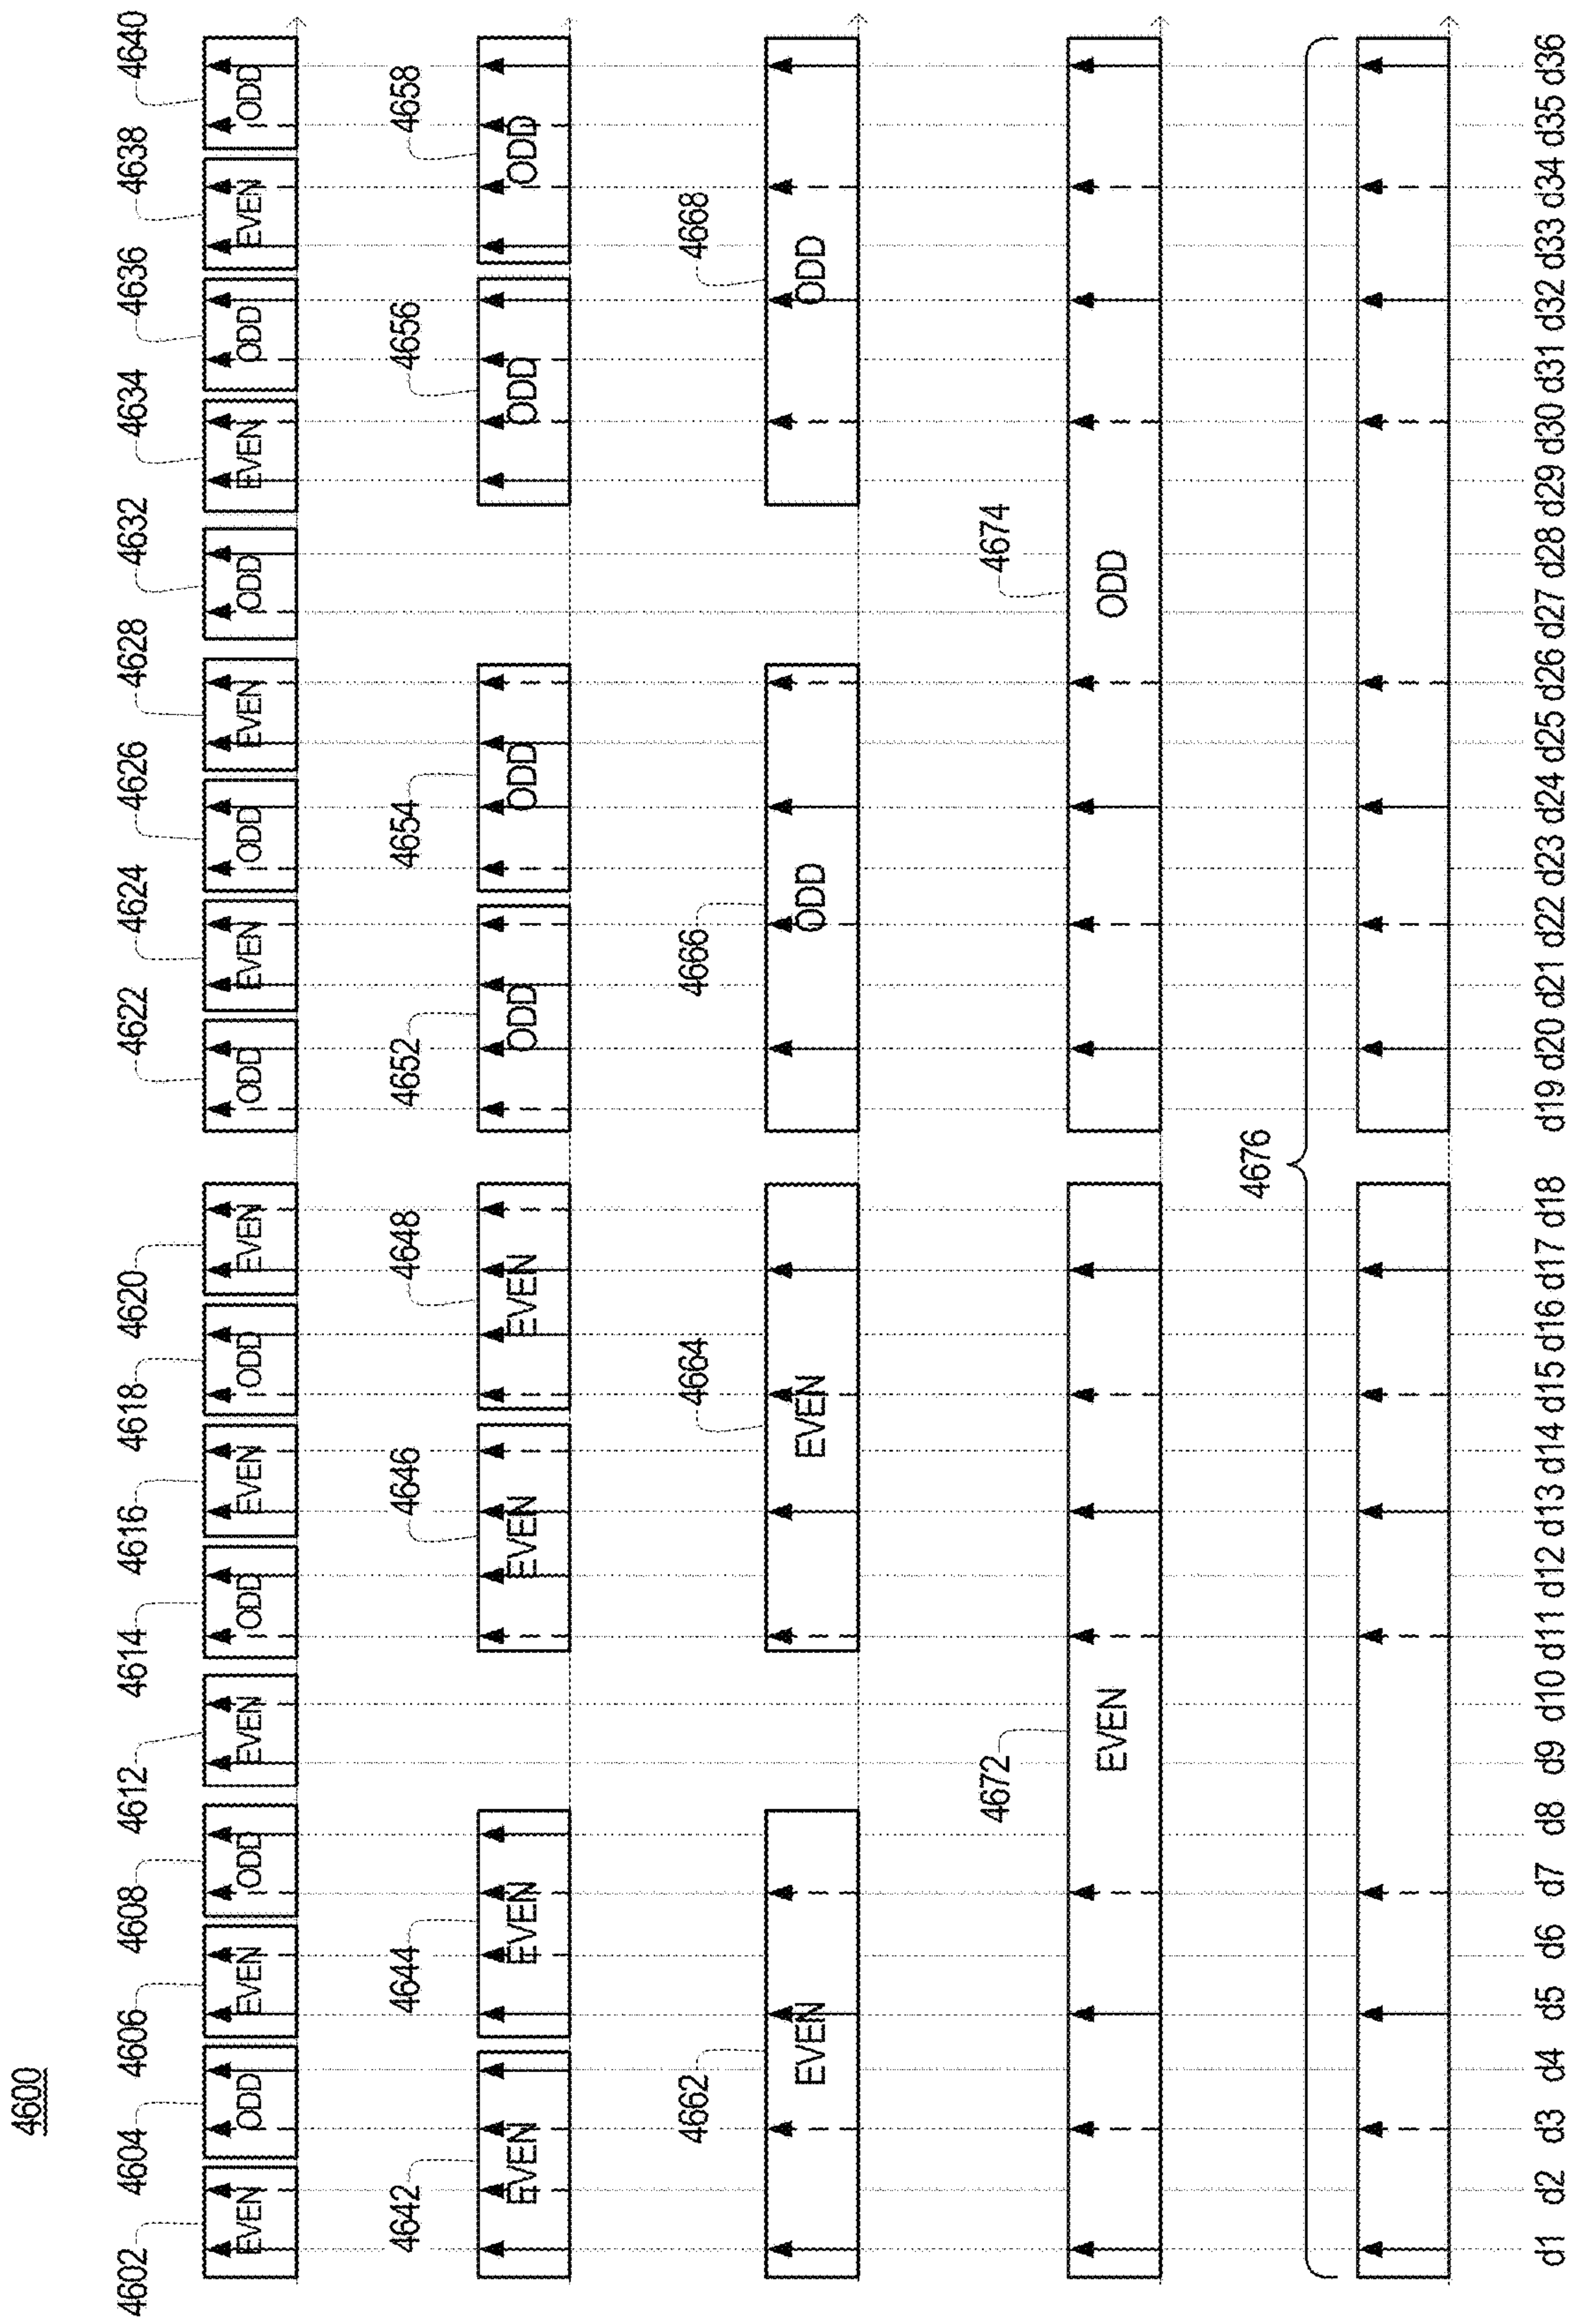 4600
4602 4604 4606 4608 4612 4614 4616 4618 4620 4622 4624 4626 4628 4632 4634 4636 4638 4640
EVEN ODD EVEN ODD EVEN ODD EVEN ODD EVEN ODD EVEN ODD EVEN ODD EVEN ODD EVEN ODD
4642 4644 4646 4648 4652 4654 4656 4658
EVEN EVEN EVEN EVEN ODD ODD ODD ODD
4662 4664 4666 4668
EVEN EVEN ODD ODD
4672 4674
EVEN ODD
4676
d1 d2 d3 d4 d5 d6 d7 d8 d9 d10 d11 d12 d13 d14 d15 d16 d17 d18 d19 d20 d21 d22 d23 d24 d25 d26 d27 d28 d29 d30 d31 d32 d33 d34 d35 d36